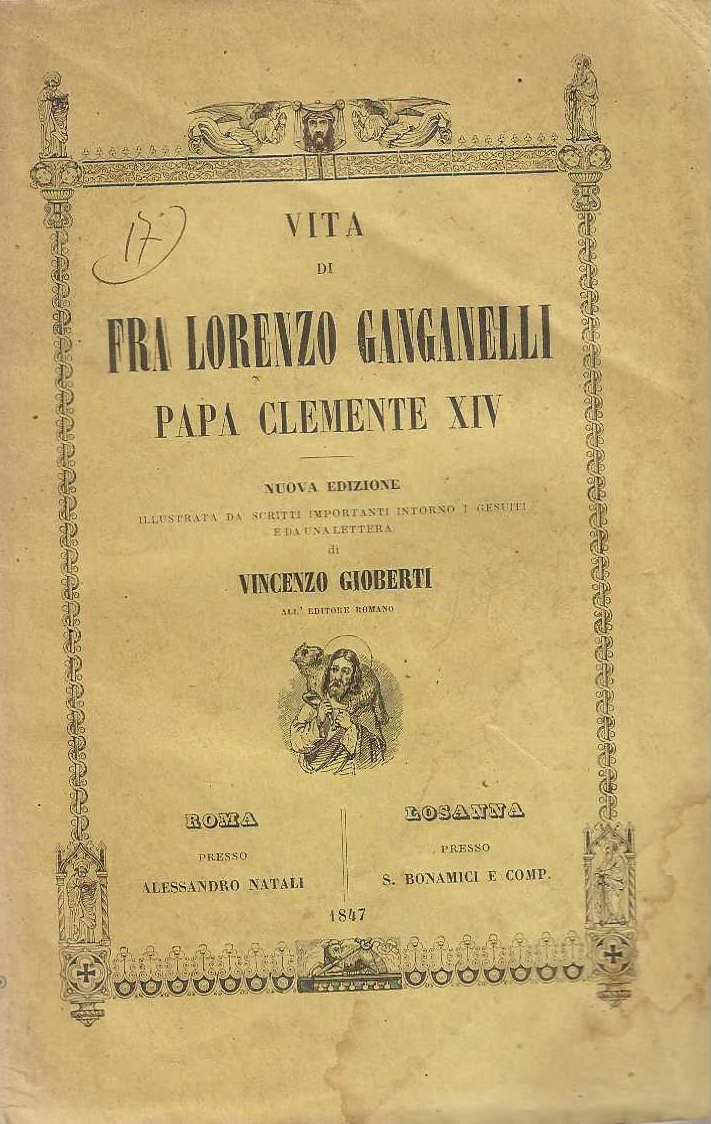 17
VITA
DI
FRA LORENZO GANGANELLI
PAPA CLEMENTE XIV
NUOVA EDIZIONE
ILLUSTRATA DA SCRITTI IMPORTANTI INTORNO I GESUITI
E DA UNA LETTERA
di
VINCENZO GIOBERTI
ALL' EDITORE ROMANO
ROMA
PRESSO
ALESSANDRO NATALI
LOSANNA
PRESSO
S. BONAMICI E COMP.
1847